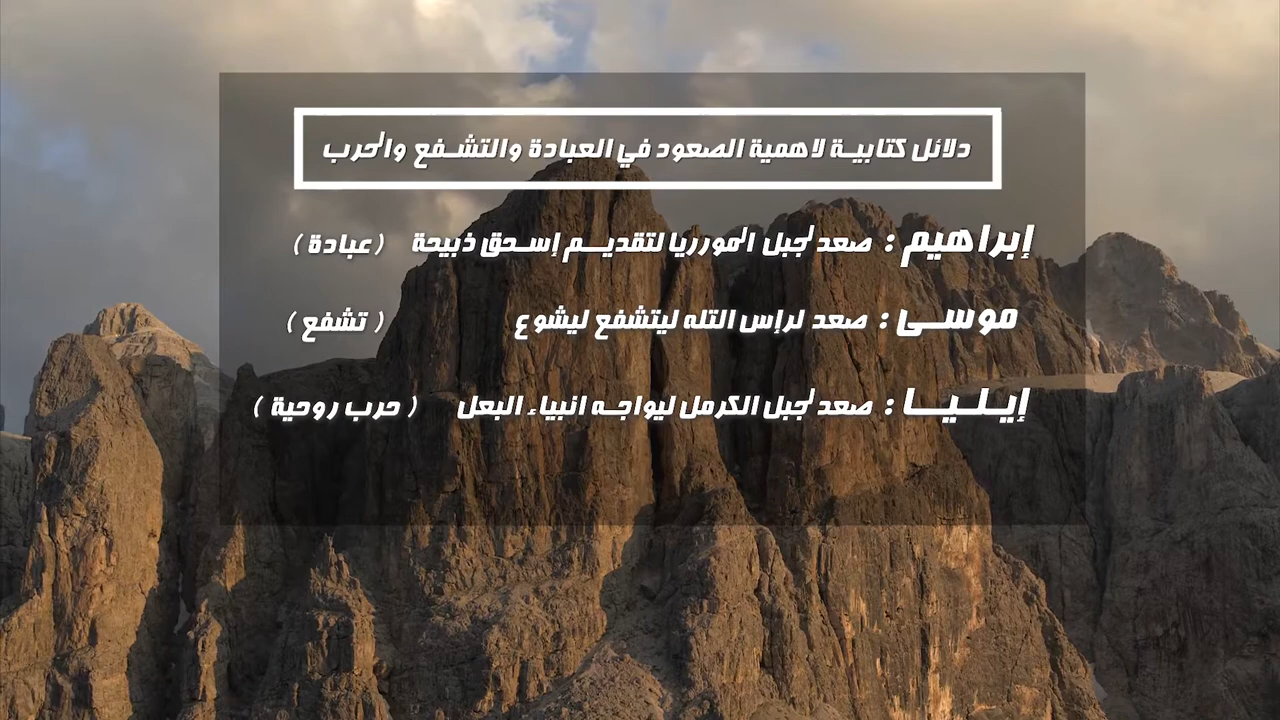 دلائل كتابية لاهمية الصعود في العبادة والتشفع والحرب
إبراهيم : صعد لجبل المورريا لتقديم إسحق ذبيحة ( عبادة )
موسى : صعد لرإس التله ليتشفع ليشوع ( تشفع )
إيليا : صعد لجبل الكرمل ليواجه انبياء البعل ( حرب روحية )